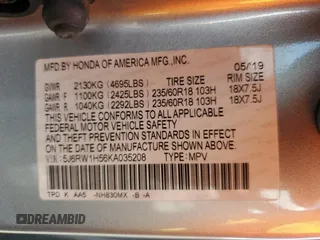 MFD.BY HONDA OF AMERICA MFG.,INC. 05/19
GVWR 2130KG (4695LBS) TIRE SIZE RIM SIZE
GAWR F 1100KG (2425LBS) 235/60R18 103H 18X7.5J
GAWR R 1040KG (2292LBS) 235/60R18 103H 18X7.5J
THIS VEHICLE CONFORMS TO ALL APPLICABLE
FEDERAL MOTOR VEHICLE SAFETY, BUMPER,
AND THEFT PREVENTION STANDARDS IN EFFECT
ON THE DATE OF MANUFACTURE SHOWN ABOVE.
V.I.N: 5J6RW1H56KA035208 TYPE: MPV
TPD K AA5 -NH830MX -B -A
DREAMBID